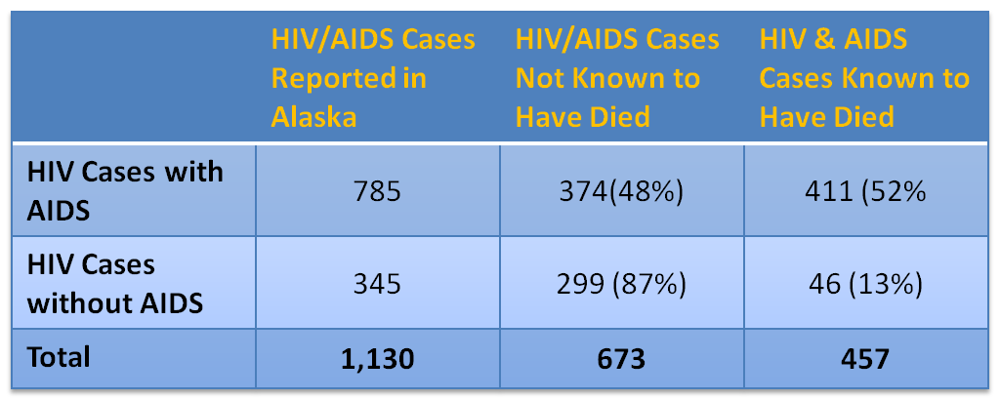 HIV/AIDS Cases
Reported in
Alaska
HIV/AIDS Cases
Not Known to
Have Died
HIV & AIDS
Cases Known to
Have Died
HIV Cases with
AIDS
785
374(48%)
411 (52%
HIV Cases
without AIDS
345
299 (87%)
46 (13%)
Total
1,130
673
457